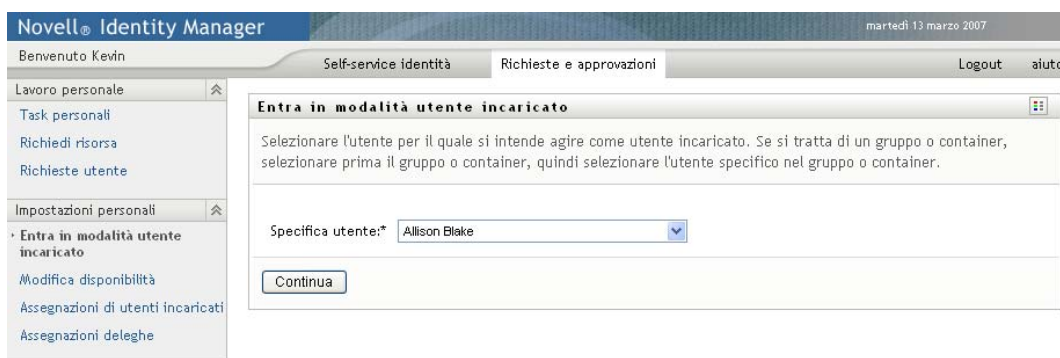 Novell® Identity Manager
martedì 13 marzo 2007
Benvenuto Kevin
Self-service identità
Richieste e approvazioni
Logout
Lavoro personale
Task personali
Richiedi risorsa
Richieste utente
Impostazioni personali
Entra in modalità utente
incaricato
Modifica disponibilità
Assegnazioni di utenti incaricati
Assegnazioni deleghe
Entra in modalità utente incaricato
Selezionare l'utente per il quale si intende agire come utente incaricato. Se si tratta di un gruppo o container,
selezionare prima il gruppo o container, quindi selezionare l'utente specifico nel gruppo o container.
Specifica utente:* Allison Blake
Continua